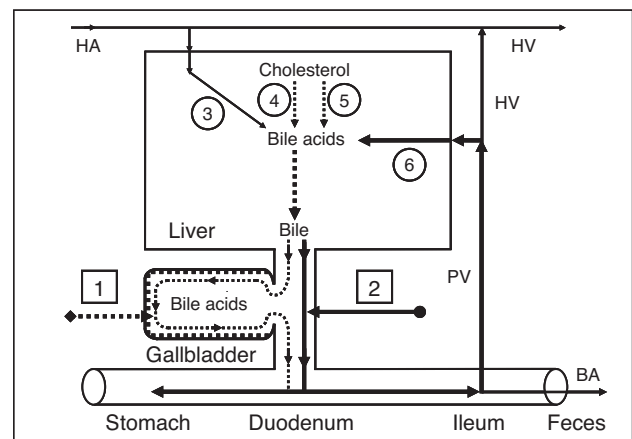 HA
HV
Cholesterol
3
4
5
HV
Bile acids
6
Liver
Bile
1
Bile acids
2
PV
Gallbladder
BA
Stomach
Duodenum
Ileum
Feces